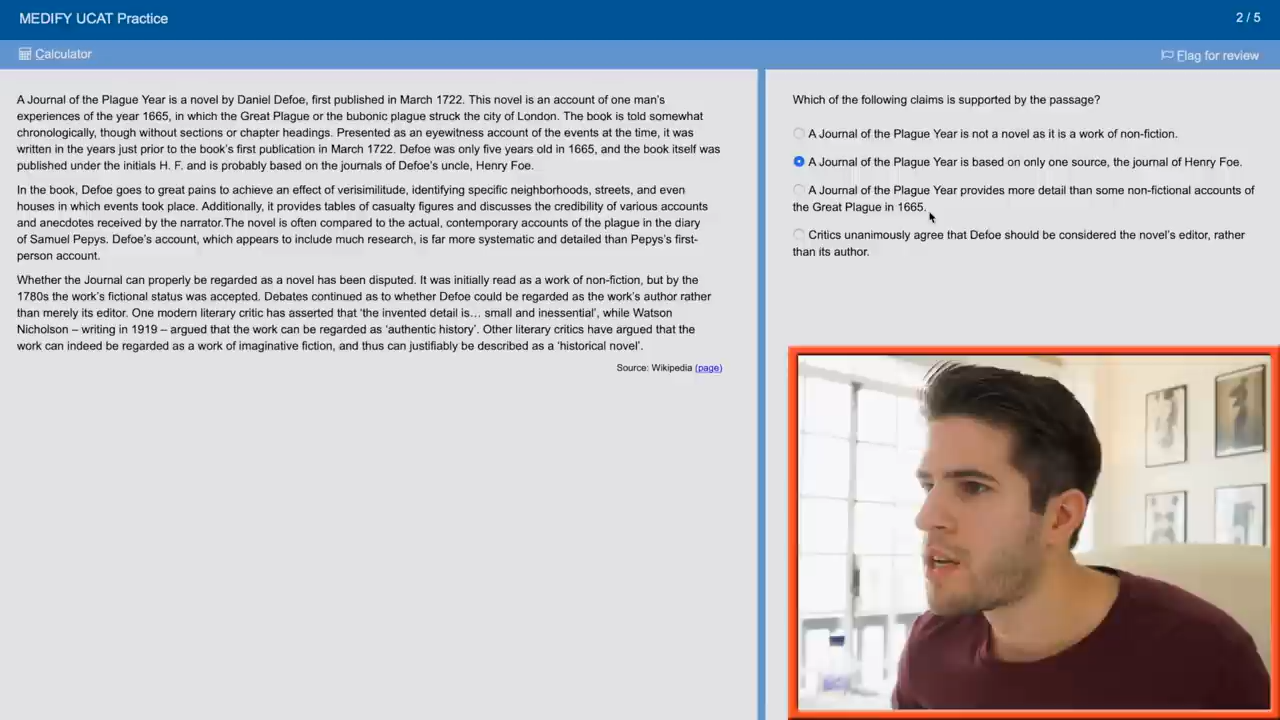 MEDIFY UCAT Practice
2 / 5
Calculator
Flag for review
A Journal of the Plague Year is a novel by Daniel Defoe, first published in March 1722. This novel is an account of one man's
experiences of the year 1665, in which the Great Plague or the bubonic plague struck the city of London. The book is told somewhat
chronologically, though without sections or chapter headings. Presented as an eyewitness account of the events at the time, it was
written in the years just prior to the book's first publication in March 1722. Defoe was only five years old in 1665, and the book itself was
published under the initials H. F. and is probably based on the journals of Defoe's uncle, Henry Foe.
In the book, Defoe goes to great pains to achieve an effect of verisimilitude, identifying specific neighborhoods, streets, and even
houses in which events took place. Additionally, it provides tables of casualty figures and discusses the credibility of various accounts
and anecdotes received by the narrator.The novel is often compared to the actual, contemporary accounts of the plague in the diary
of Samuel Pepys. Defoe's account, which appears to include much research, is far more systematic and detailed than Pepys's first-
person account.
Whether the Journal can properly be regarded as a novel has been disputed. It was initially read as a work of non-fiction, but by the
1780s the work's fictional status was accepted. Debates continued as to whether Defoe could be regarded as the work's author rather
than merely its editor. One modern literary critic has asserted that 'the invented detail is... small and inessential', while Watson
Nicholson – writing in 1919 – argued that the work can be regarded as 'authentic history'. Other literary critics have argued that the
work can indeed be regarded as a work of imaginative fiction, and thus can justifiably be described as a 'historical novel'.
Source: Wikipedia (page)
Which of the following claims is supported by the passage?
A Journal of the Plague Year is not a novel as it is a work of non-fiction.
A Journal of the Plague Year is based on only one source, the journal of Henry Foe.
A Journal of the Plague Year provides more detail than some non-fictional accounts of
the Great Plague in 1665.
Critics unanimously agree that Defoe should be considered the novel's editor, rather
than its author.